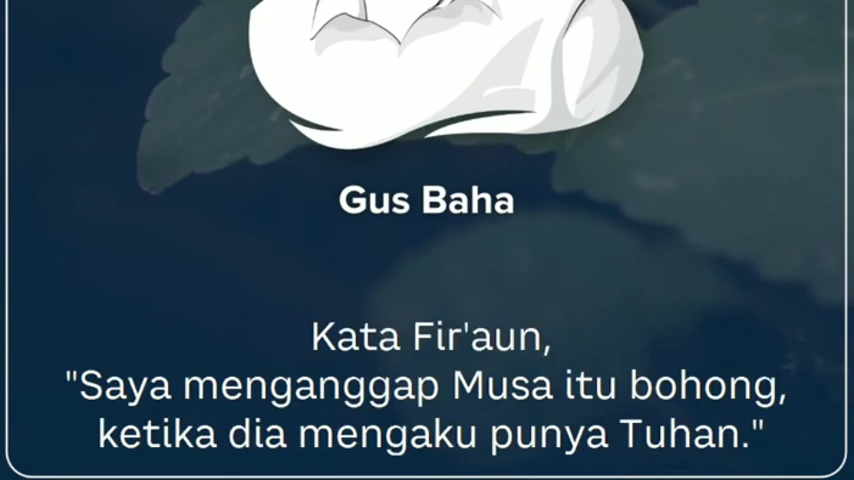 Gus Baha
Kata Fir'aun,
"Saya menganggap Musa itu bohong,
ketika dia mengaku punya Tuhan."